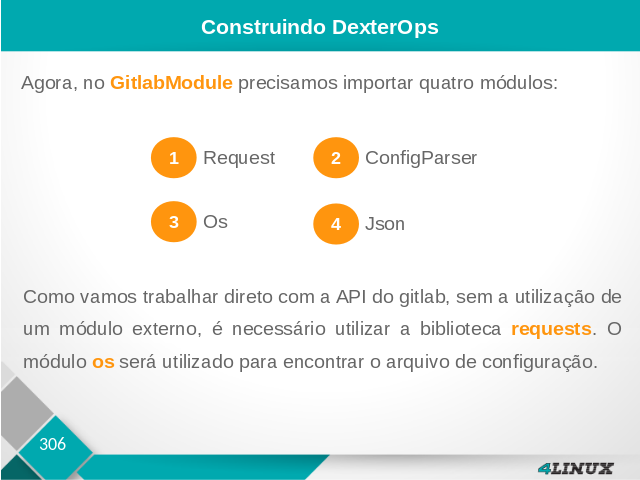 Construindo DexterOps
Agora, no GitlabModule precisamos importar quatro módulos:
1 Request 2 ConfigParser
3 Os 4 Json
Como vamos trabalhar direto com a API do gitlab, sem a utilização de
um módulo externo, é necessário utilizar a biblioteca requests. O
módulo os será utilizado para encontrar o arquivo de configuração.
306
4LINUX